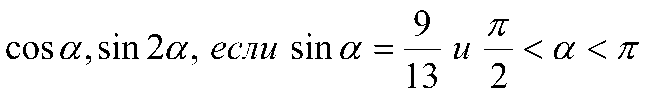 cos α, sin 2α, если sin α = 9/13 и π/2 < α < π